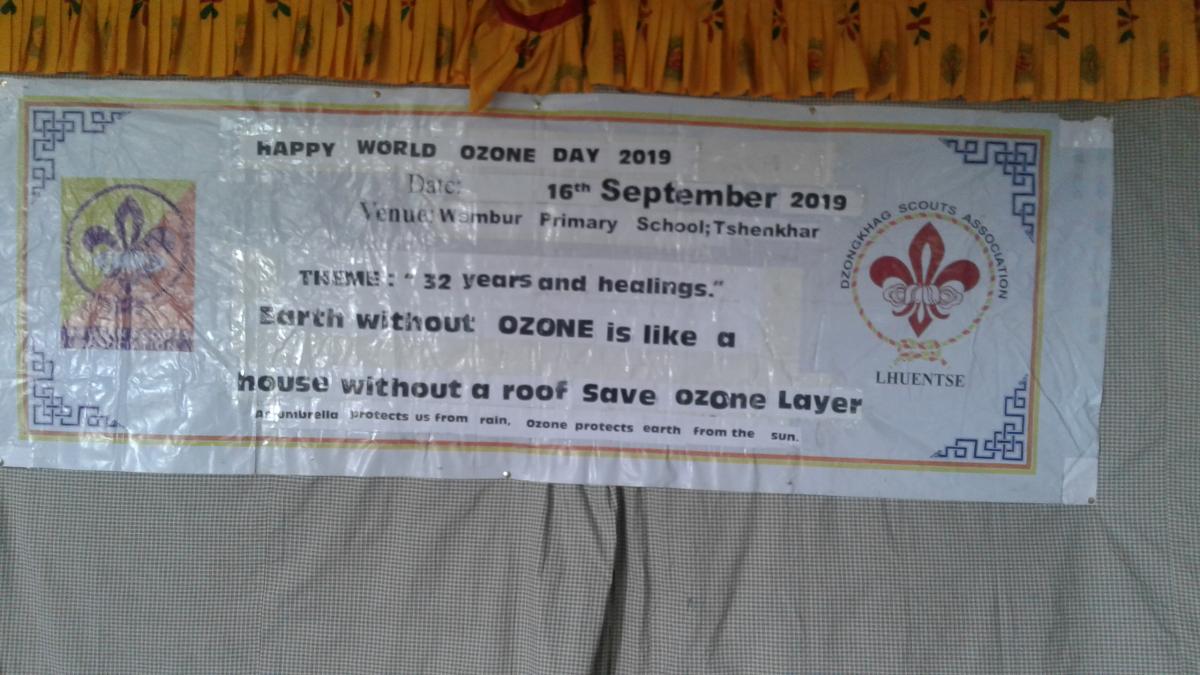 hAPPY WORLD OZONE DAY 2019
Date: 16th September 2019
Venue: Wambur Primary School; Tshenkhar
THEME : “ 32 years and healings.”
Earth without OZONE is like a
house without a roof Save ozone Layer
An umbrella protects us from rain, Ozone protects earth from the sun.
DZONGKHAG SCOUTS ASSOCIATION
LHUENTSE